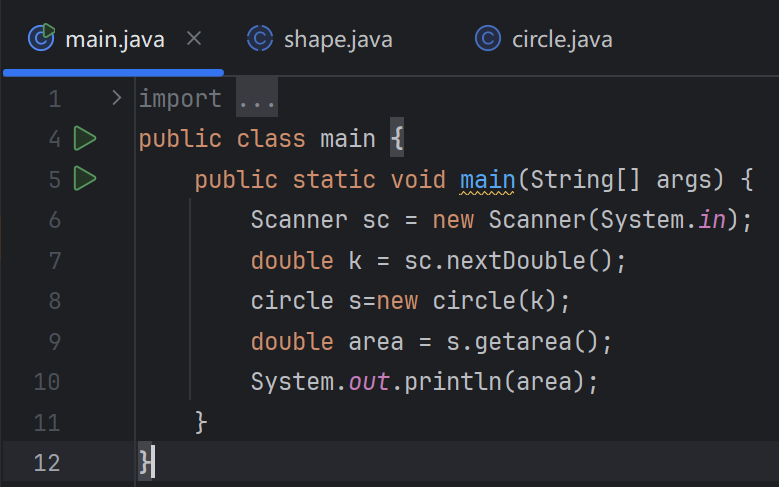 main.java × shape.java circle.java
1 import ...
4 public class main {
5 public static void main(String[] args) {
6 Scanner sc = new Scanner(System.in);
7 double k = sc.nextDouble();
8 circle s=new circle(k);
9 double area = s.getarea();
10 System.out.println(area);
11 }
12 }